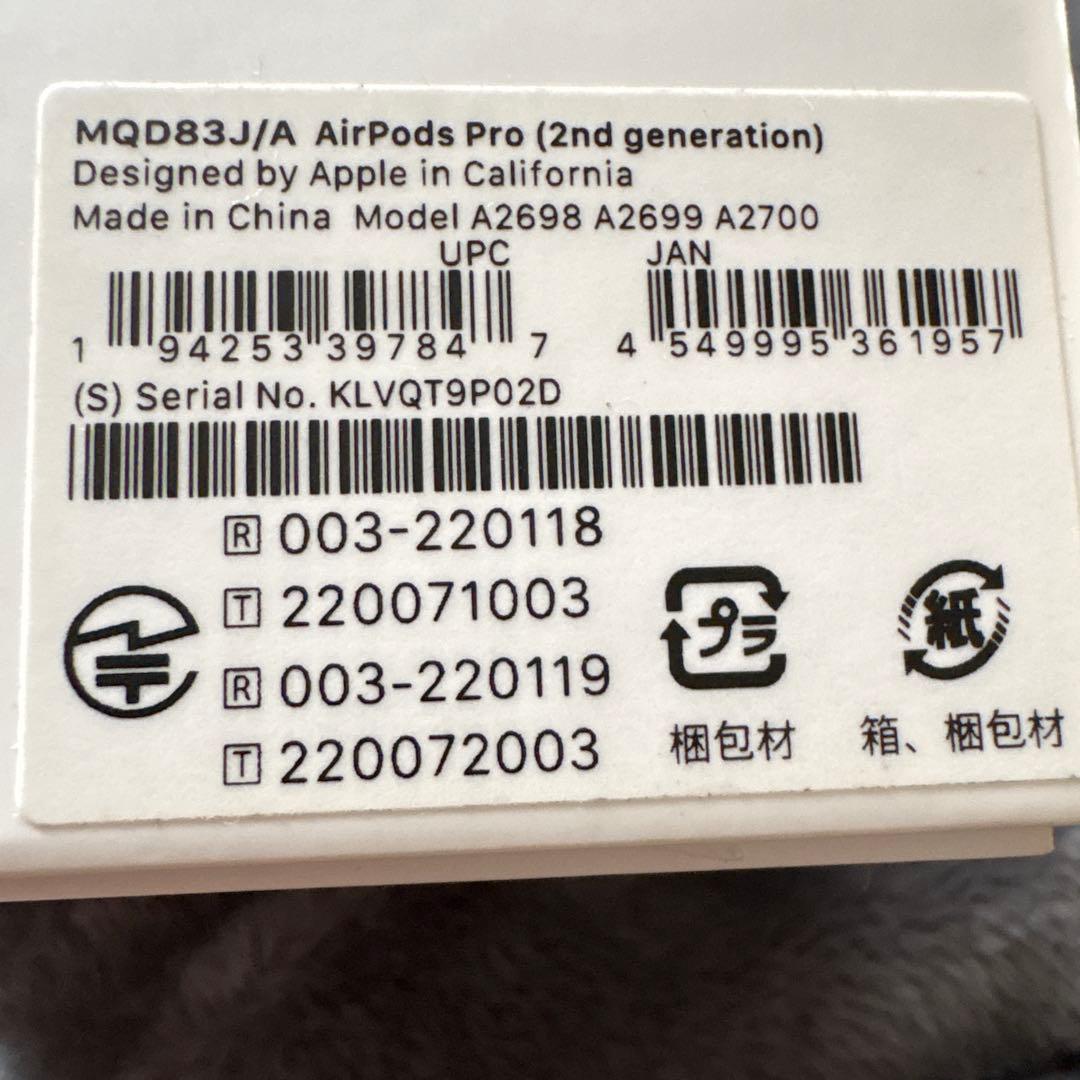 MQD83J/A AirPods Pro (2nd generation)
Designed by Apple in California
Made in China Model A2698 A2699 A2700
UPC JAN
1 94253 39784 7 4 549995 361957
(S) Serial No. KLVQT9P02D
R 003-220118
T 220071003
R 003-220119
T 220072003
プラ 紙
梱包材 箱、梱包材